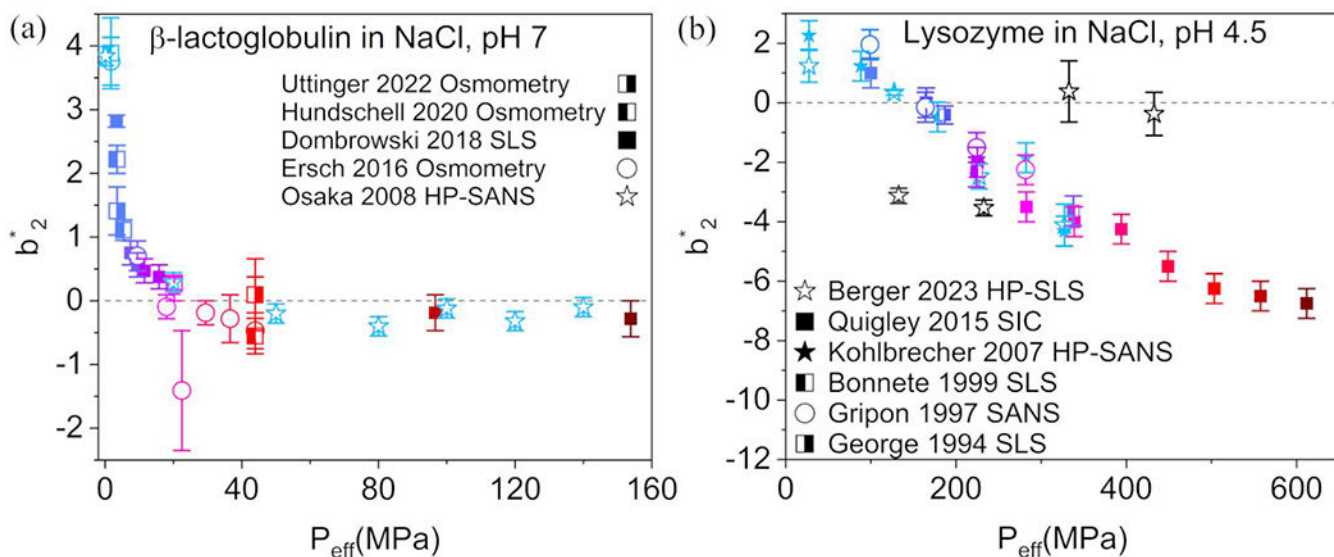 (a)
β-lactoglobulin in NaCl, pH 7
Uttinger 2022 Osmometry
Hundschell 2020 Osmometry
Dombrowski 2018 SLS
Ersch 2016 Osmometry
Osaka 2008 HP-SANS
4
3
2
1
0
-1
-2
b*2
0 40 80 120 160
Peff(MPa)
(b)
Lysozyme in NaCl, pH 4.5
Berger 2023 HP-SLS
Quigley 2015 SIC
Kohlbrecher 2007 HP-SANS
Bonnete 1999 SLS
Gripon 1997 SANS
George 1994 SLS
2
0
-2
-4
-6
-8
-10
-12
b*2
0 200 400 600
Peff(MPa)